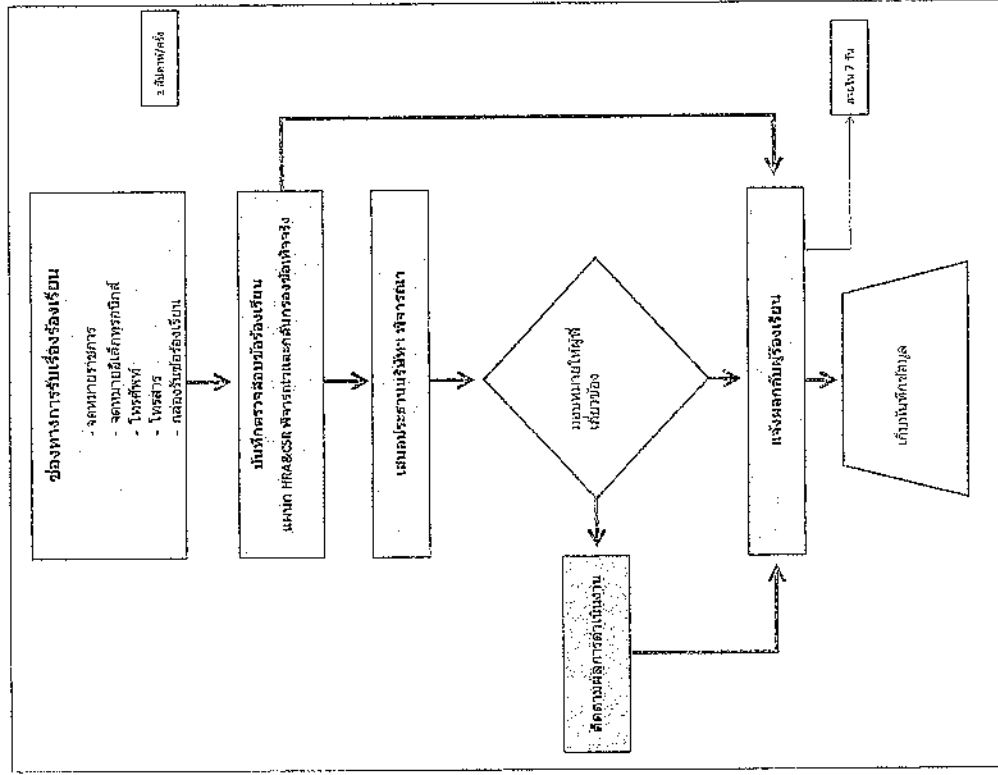 ช่องทางการรับเรื่องร้องเรียน
- จดหมายราชการ
- จดหมายอิเล็กทรอนิกส์
- โทรศัพท์
- โทรสาร
- กล่องรับข้อร้องเรียน
2 สัปดาห์/ครั้ง
บันทึกตรวจสอบข้อร้องเรียน
แผนก HRA&CSR พิจารณาและกลั่นกรองข้อเท็จจริง
เสนอประธานบริษัทฯ พิจารณา
มอบหมายให้ผู้ที่
เกี่ยวข้อง
ติดตามผลการดำเนินงาน
แจ้งผลกลับผู้ร้องเรียน
ภายใน 7 วัน
เก็บบันทึกข้อมูล